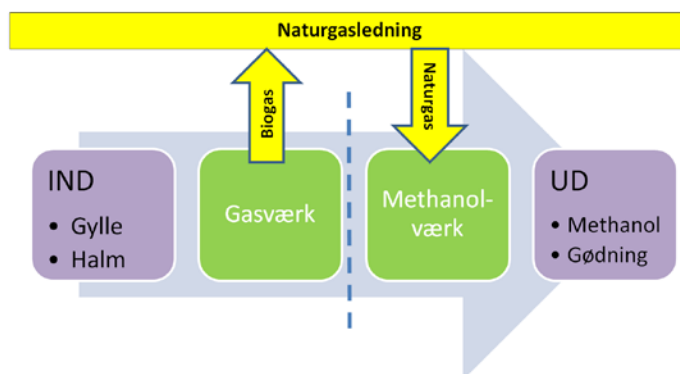 Naturgasledning
Biogas
Naturgas
IND
• Gylle
• Halm
Gasværk
Methanol-
værk
UD
• Methanol
• Gødning